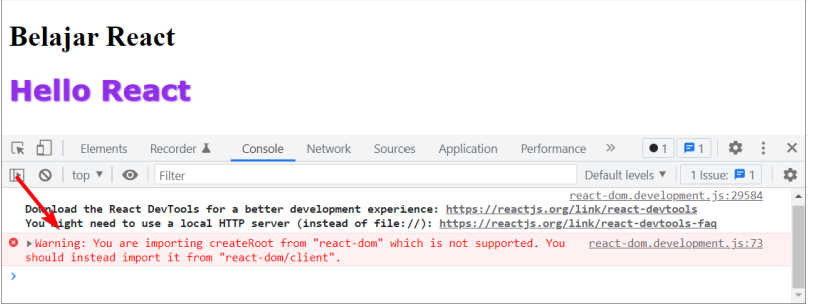 Belajar React
Hello React
Elements Recorder Console Network Sources Application Performance » 1 1
top ▼ Filter Default levels ▼ 1 Issue: 1
react-dom.development.js:29584
Download the React DevTools for a better development experience: https://reactjs.org/link/react-devtools
You might need to use a local HTTP server (instead of file://): https://reactjs.org/link/react-devtools-faq
Warning: You are importing createRoot from "react-dom" which is not supported. You react-dom.development.js:73
should instead import it from "react-dom/client".